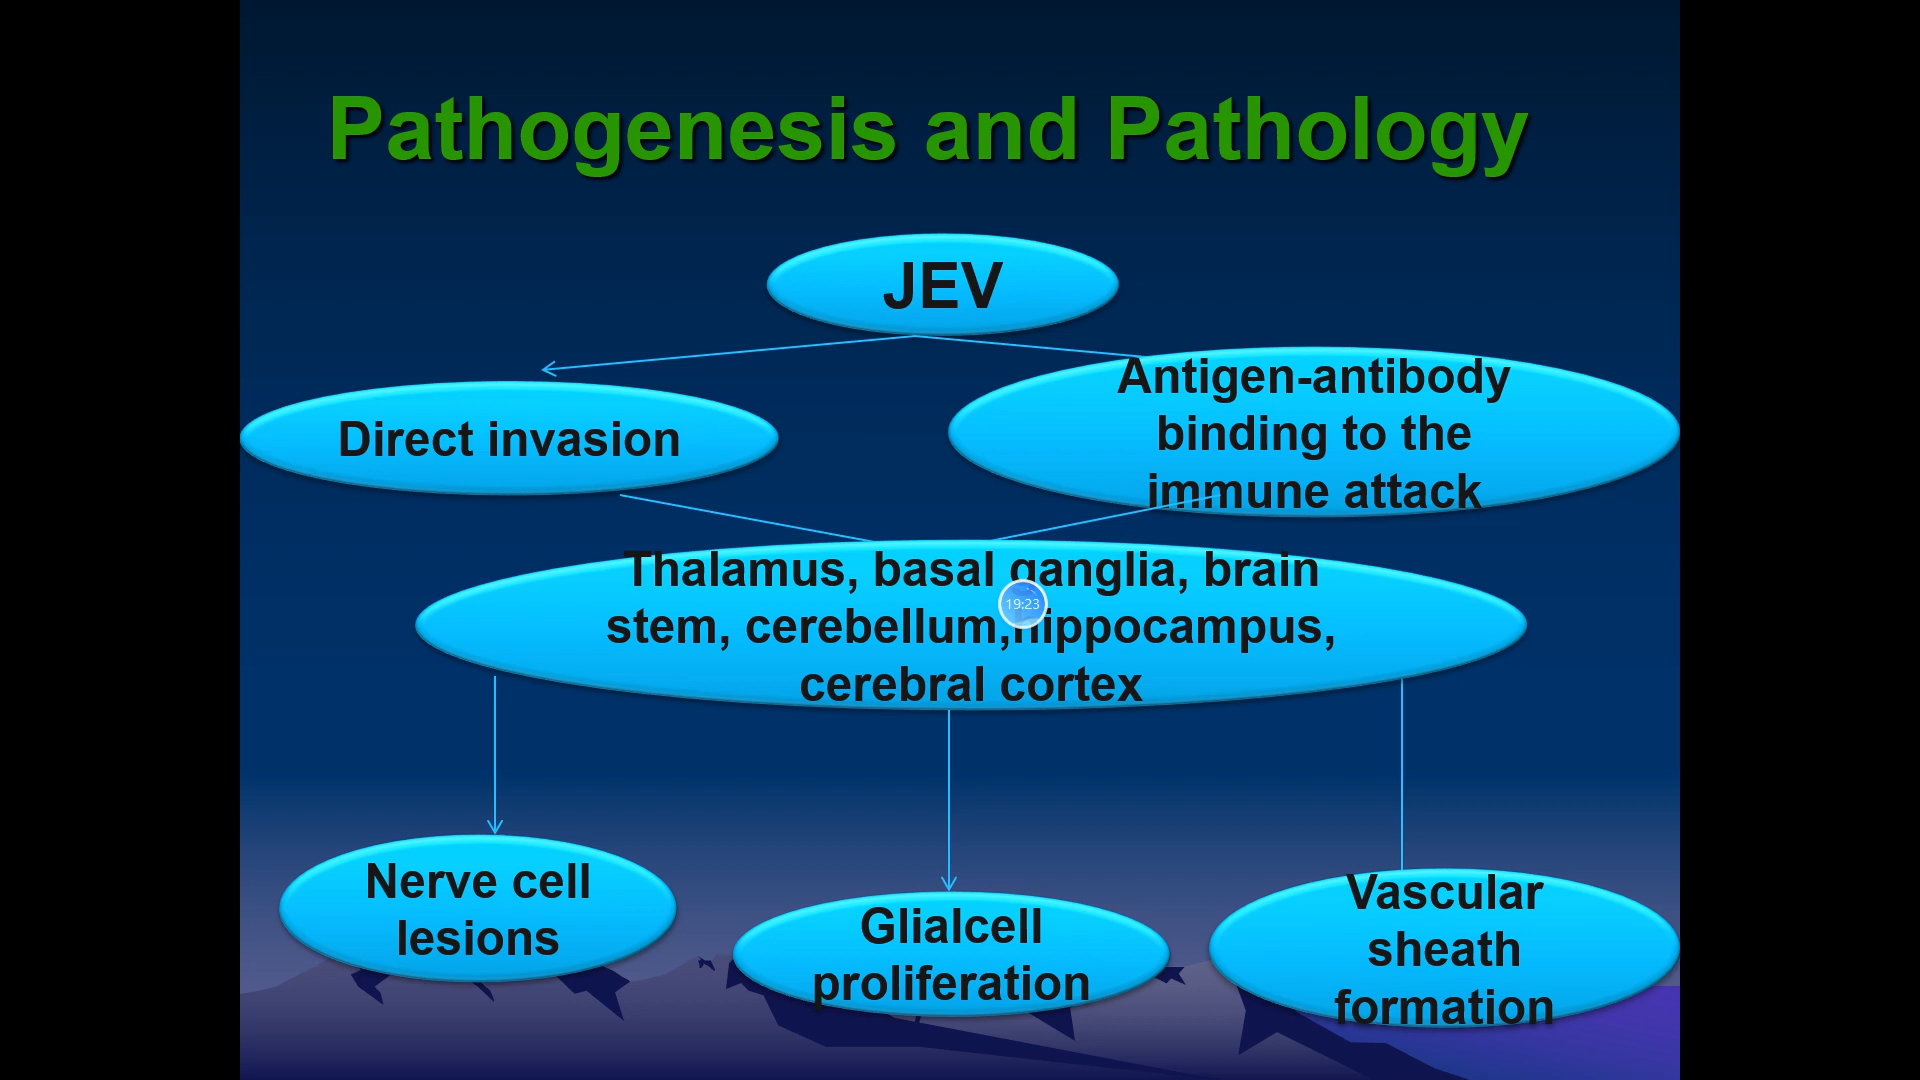 Pathogenesis and Pathology
JEV
Direct invasion
Antigen-antibody
binding to the
immune attack
Thalamus, basal ganglia, brain
19:23
stem, cerebellum,hippocampus,
cerebral cortex
Nerve cell
lesions
Glialcell
proliferation
Vascular
sheath
formation